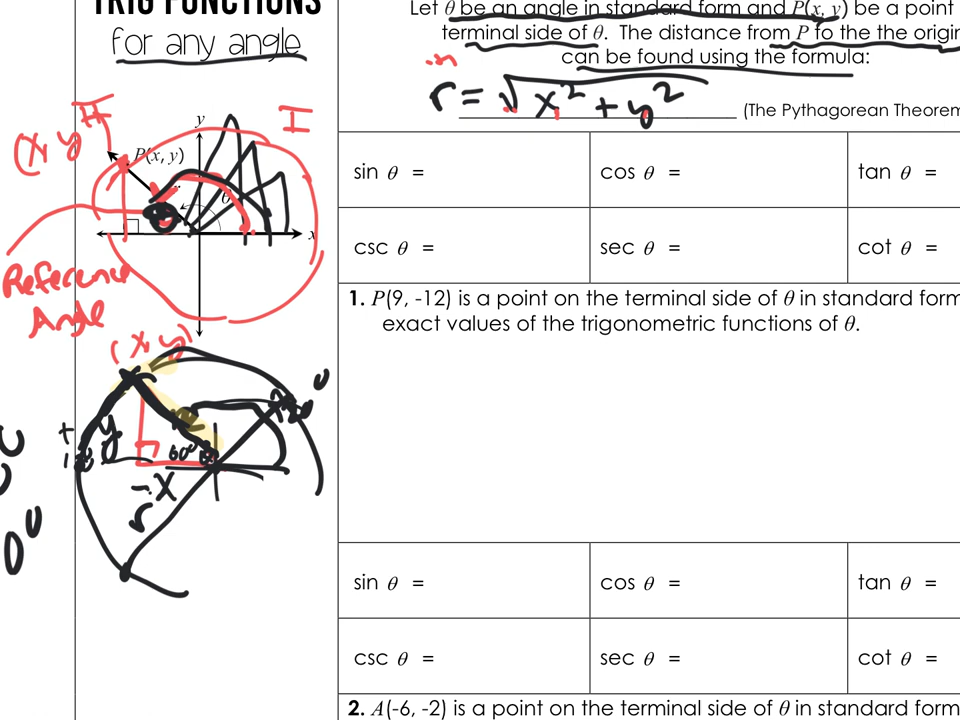 TRIG FUNCTIONS
for any angle
Let θ be an angle in standard form and P(x, y) be a point
terminal side of θ. The distance from P to the the origin
can be found using the formula:
r = √x² + y²
(The Pythagorean Theorem
II
I
(x y
y
P(x, y)
r
θ
x
Reference
Angle
sin θ =
cos θ =
tan θ =
csc θ =
sec θ =
cot θ =
1. P(9, -12) is a point on the terminal side of θ in standard form
exact values of the trigonometric functions of θ.
(x, y)
y
60°
-x
r
0°
sin θ =
cos θ =
tan θ =
csc θ =
sec θ =
cot θ =
2. A(-6, -2) is a point on the terminal side of θ in standard form